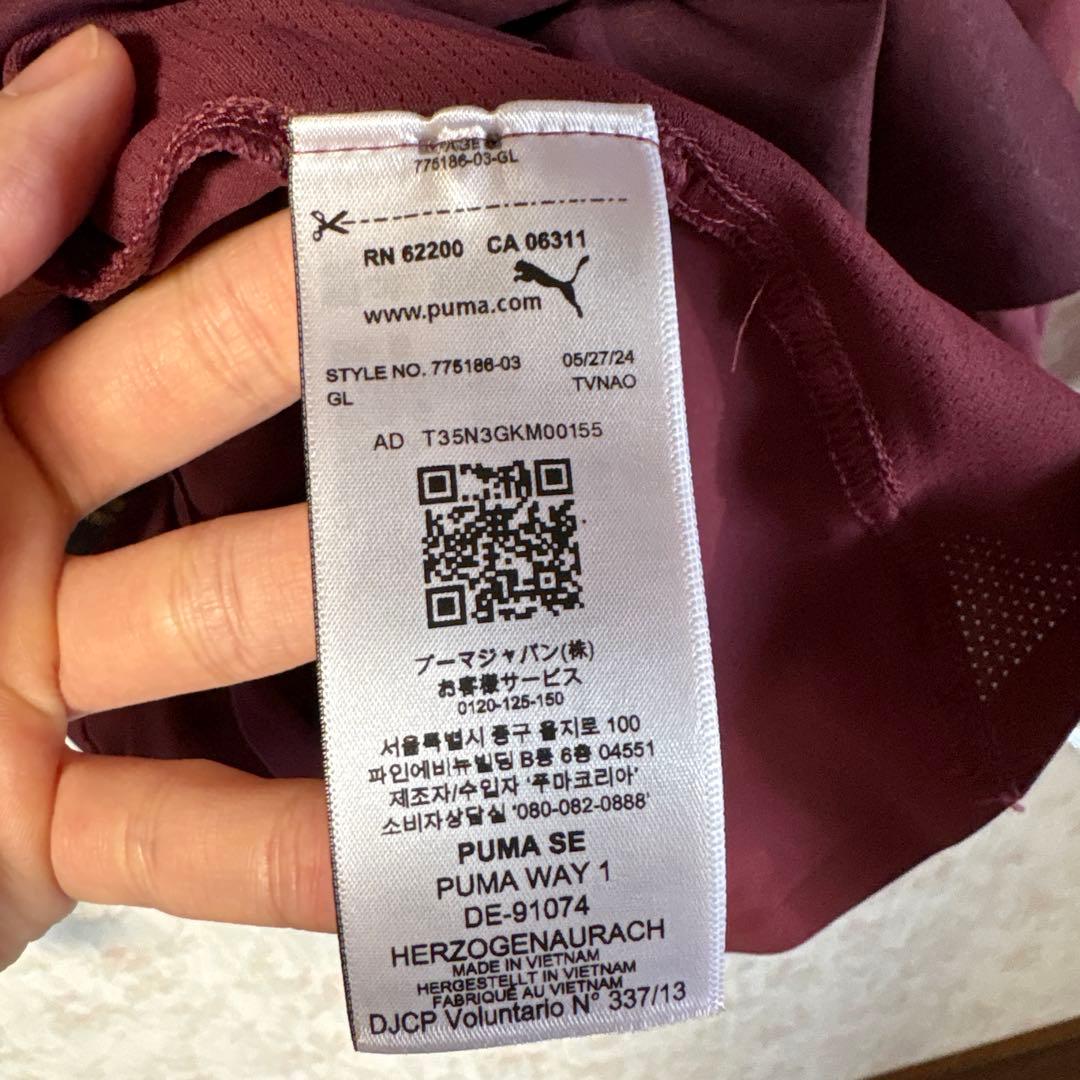 775186-03-GL
RN 62200 CA 06311
www.puma.com
STYLE NO. 775186-03 05/27/24
GL TVNAO
AD T35N3GKM00155
プーマジャパン(株)
お客様サービス
0120-125-150
서울특별시 중구 을지로 100
파인에비뉴빌딩 B동 6층 04551
제조자/수입자 '푸마코리아'
소비자상담실 '080-082-0888'
PUMA SE
PUMA WAY 1
DE-91074
HERZOGENAURACH
MADE IN VIETNAM
HERGESTELLT IN VIETNAM
FABRIQUÉ AU VIETNAM
DJCP Voluntario N° 337/13